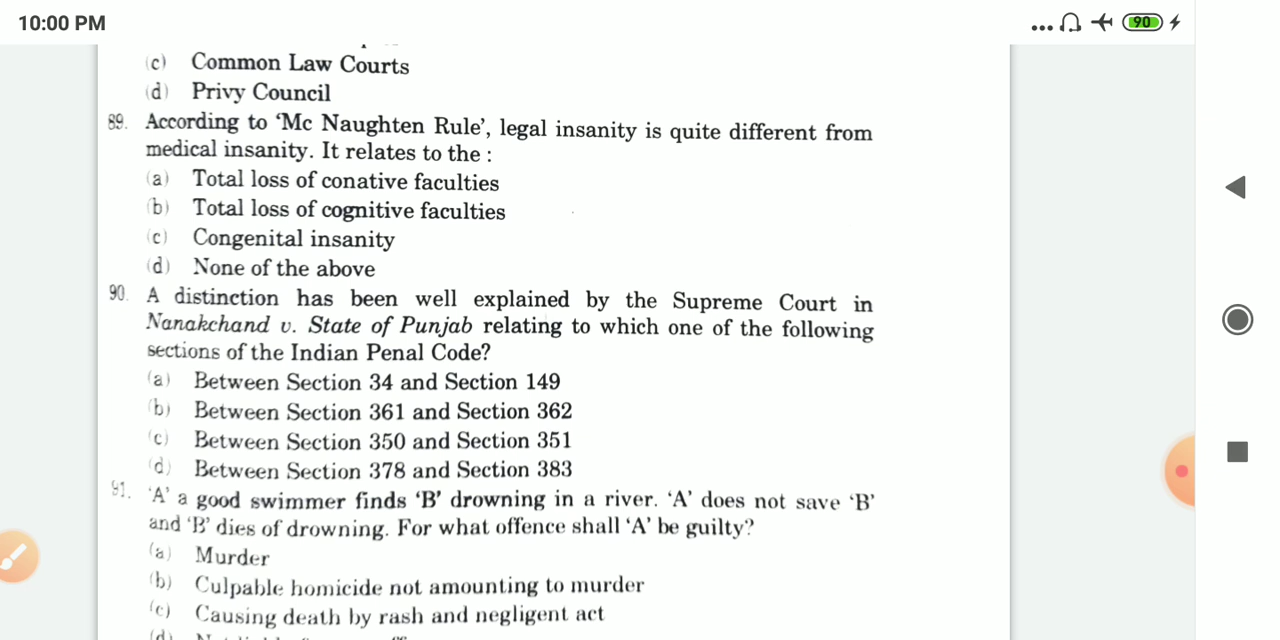 10:00 PM
90
(c) Common Law Courts
(d) Privy Council
89. According to ‘Mc Naughten Rule’, legal insanity is quite different from
medical insanity. It relates to the :
(a) Total loss of conative faculties
(b) Total loss of cognitive faculties
(c) Congenital insanity
(d) None of the above
90. A distinction has been well explained by the Supreme Court in
Nanakchand v. State of Punjab relating to which one of the following
sections of the Indian Penal Code?
(a) Between Section 34 and Section 149
(b) Between Section 361 and Section 362
(c) Between Section 350 and Section 351
(d) Between Section 378 and Section 383
91. ‘A’ a good swimmer finds ‘B’ drowning in a river. ‘A’ does not save ‘B’
and ‘B’ dies of drowning. For what offence shall ‘A’ be guilty?
(a) Murder
(b) Culpable homicide not amounting to murder
(c) Causing death by rash and negligent act
(d)